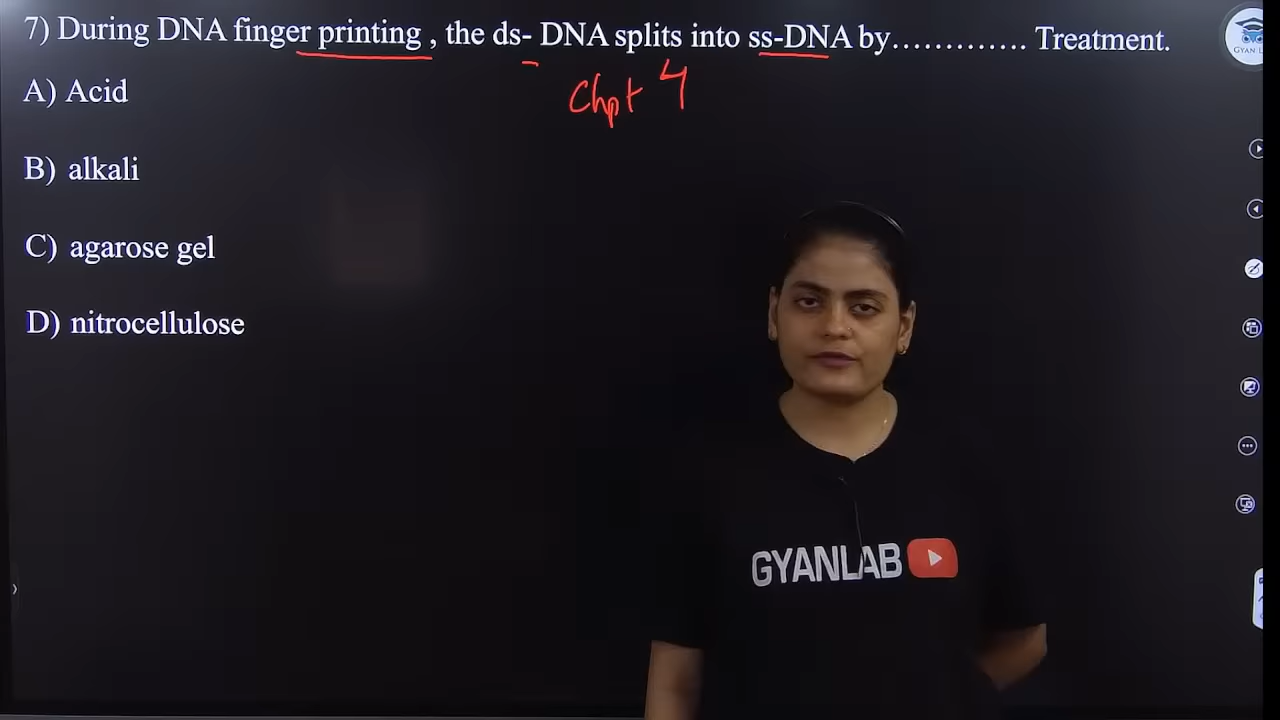 7) During DNA finger printing , the ds- DNA splits into ss-DNA by............. Treatment.
Chpt 4
A) Acid
B) alkali
C) agarose gel
D) nitrocellulose
GYANLAB